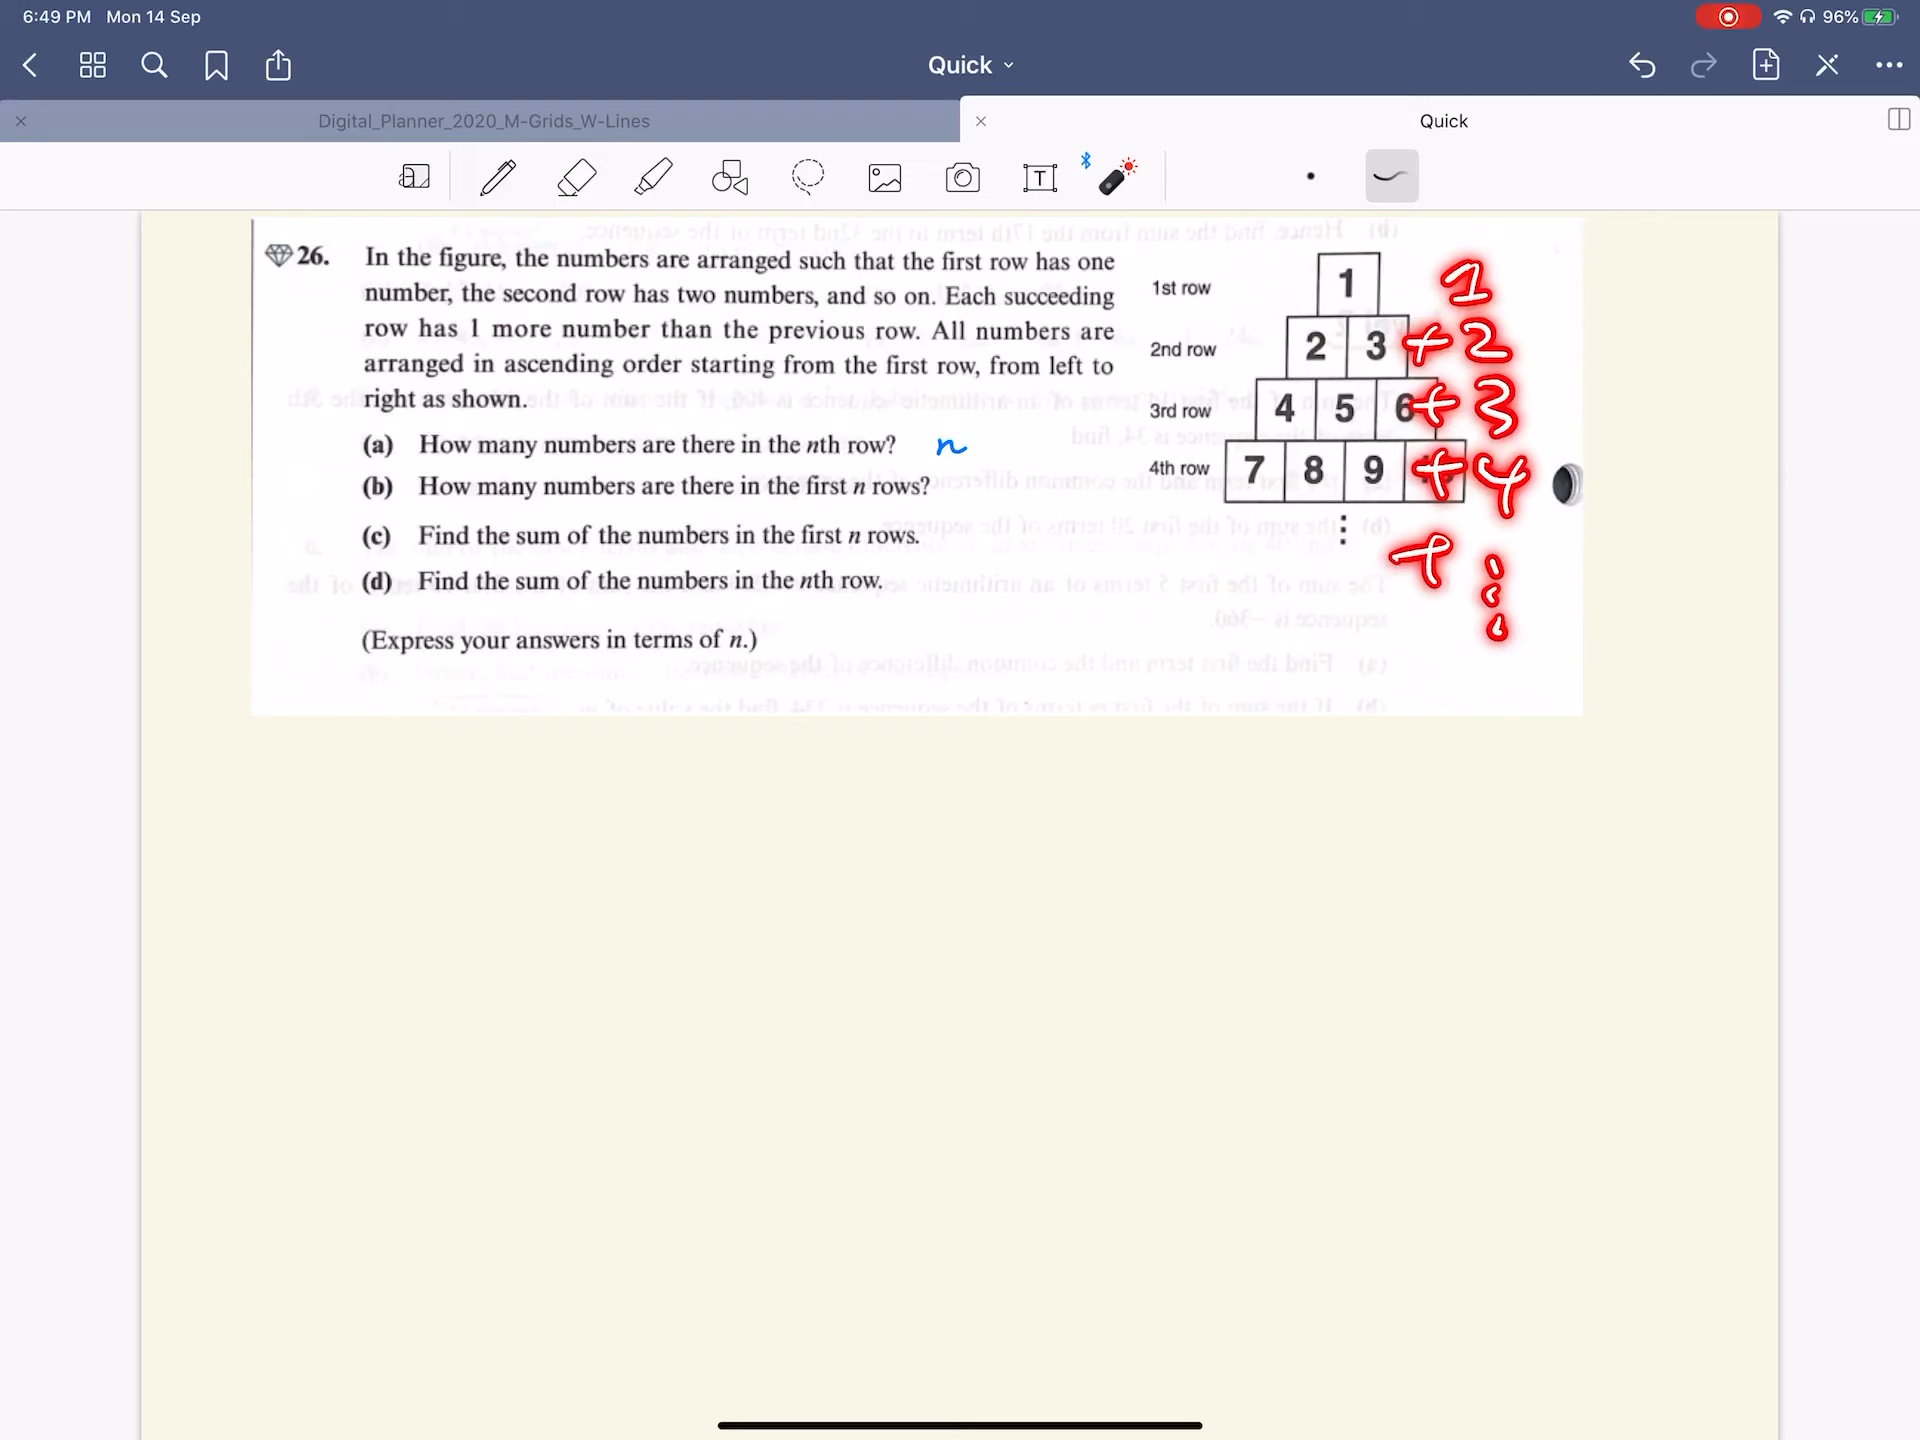 6:49 PM Mon 14 Sep
96%
Quick
Digital_Planner_2020_M-Grids_W-Lines
Quick
26. In the figure, the numbers are arranged such that the first row has one
number, the second row has two numbers, and so on. Each succeeding
row has 1 more number than the previous row. All numbers are
arranged in ascending order starting from the first row, from left to
right as shown.
(a) How many numbers are there in the nth row? n
(b) How many numbers are there in the first n rows?
(c) Find the sum of the numbers in the first n rows.
(d) Find the sum of the numbers in the nth row.
(Express your answers in terms of n.)
1st row 1 1
2nd row 2 3 + 2
3rd row 4 5 6 + 3
4th row 7 8 9 + 4
⋮ + ⋮